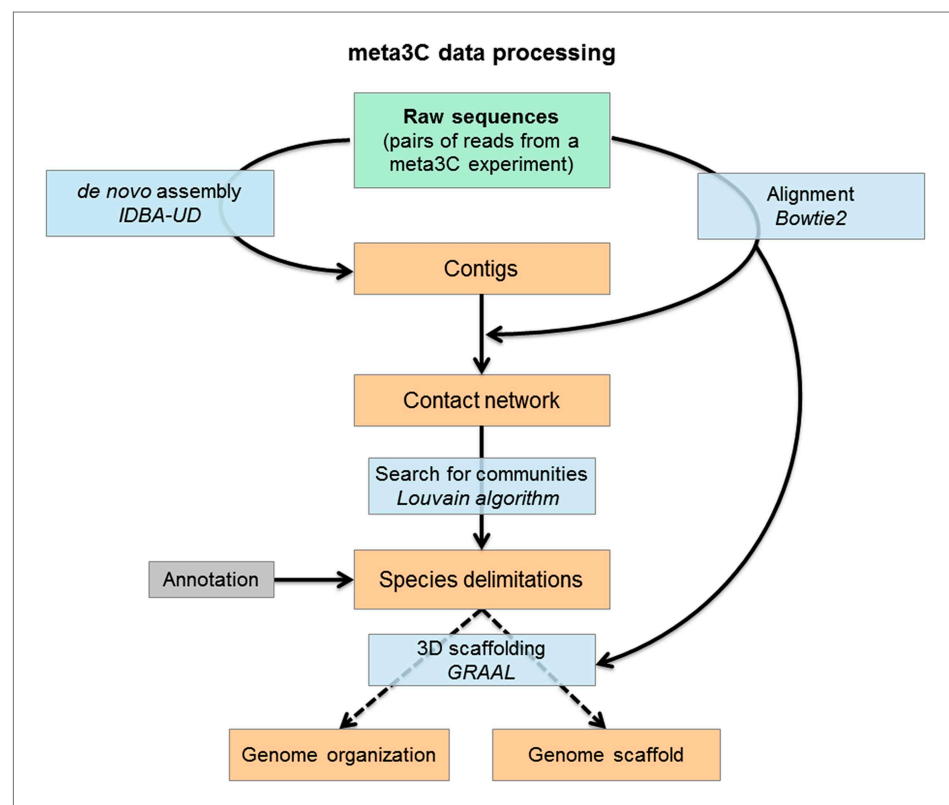 meta3C data processing
Raw sequences
(pairs of reads from a
meta3C experiment)
de novo assembly
IDBA-UD
Alignment
Bowtie2
Contigs
Contact network
Search for communities
Louvain algorithm
Annotation
Species delimitations
3D scaffolding
GRAAL
Genome organization
Genome scaffold